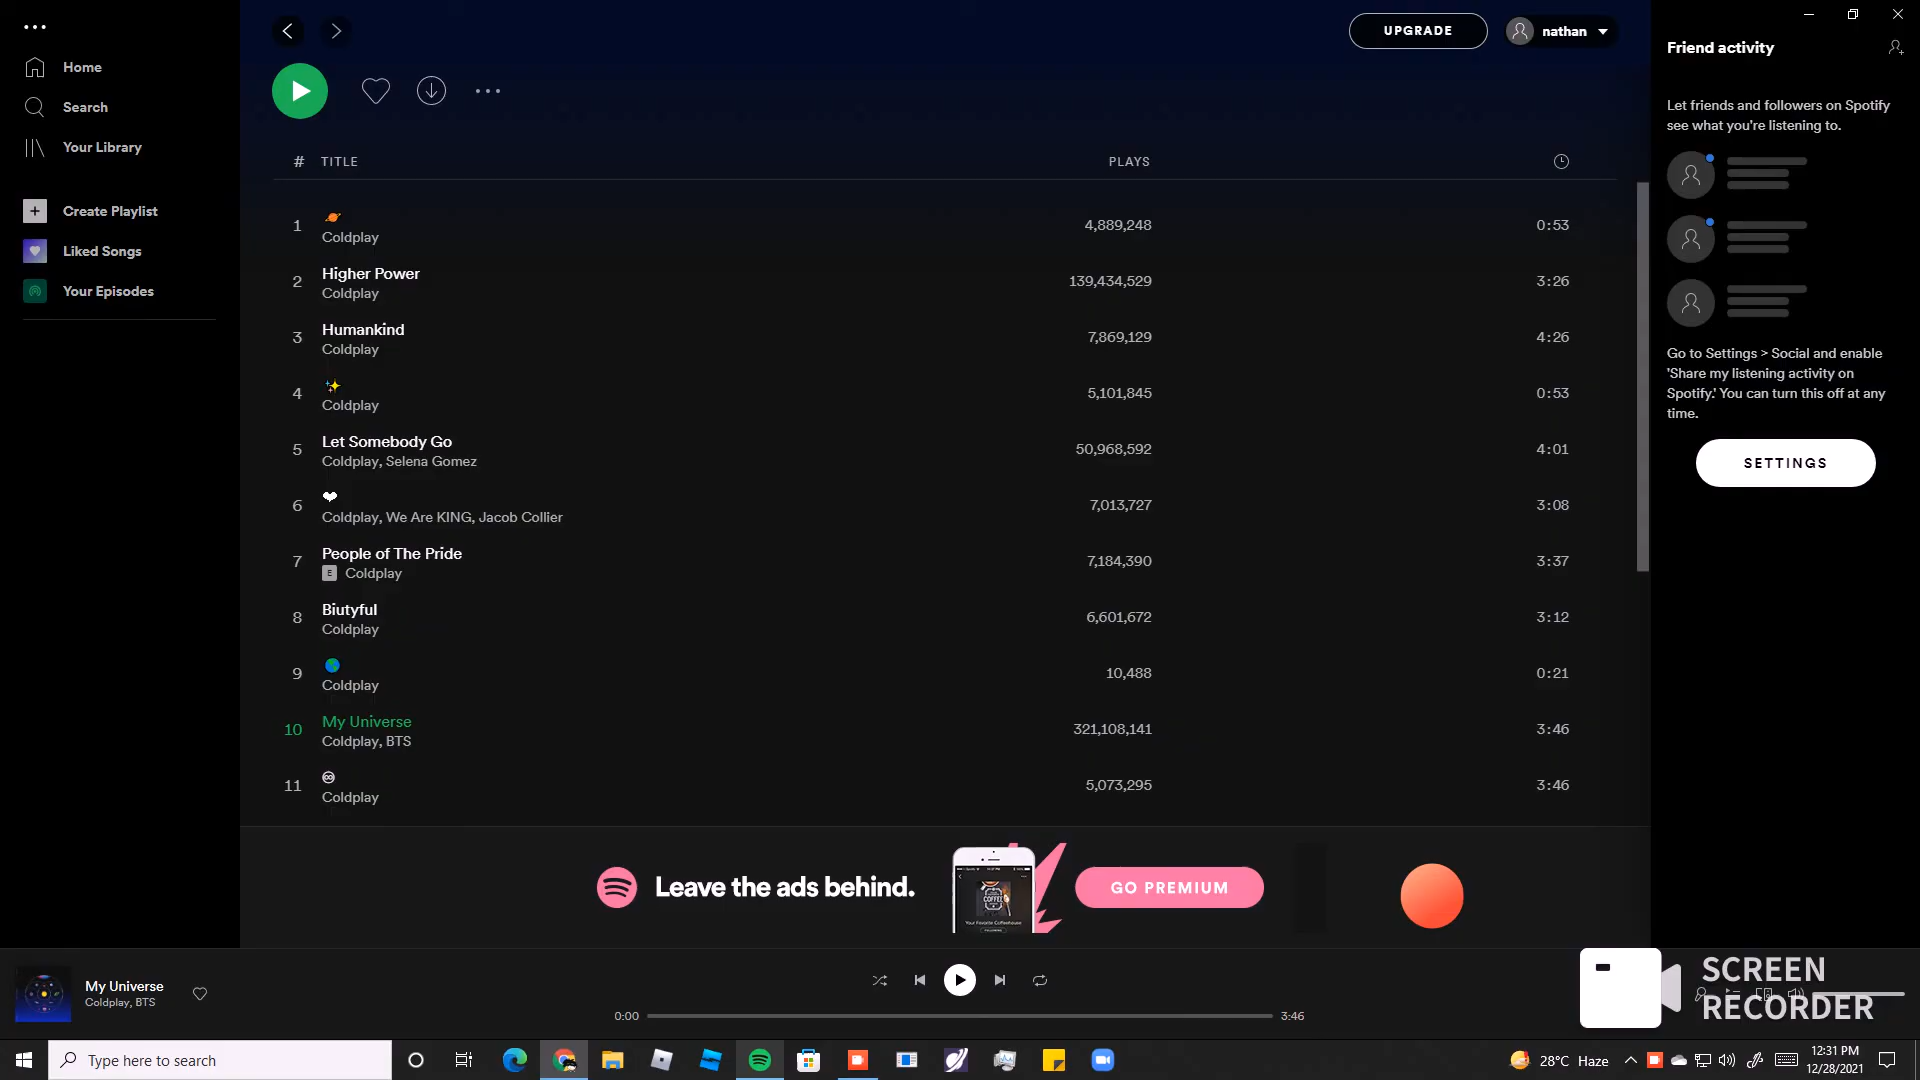 UPGRADE
nathan
Friend activity
Home
Search
Your Library
Create Playlist
Liked Songs
Your Episodes
Let friends and followers on Spotify
see what you're listening to.
Go to Settings > Social and enable
'Share my listening activity on
Spotify.' You can turn this off at any
time.
SETTINGS
# TITLE PLAYS
1 🪐 4,889,248 0:53
Coldplay
2 Higher Power 139,434,529 3:26
Coldplay
3 Humankind 7,869,129 4:26
Coldplay
4 ✨ 5,101,845 0:53
Coldplay
5 Let Somebody Go 50,968,592 4:01
Coldplay, Selena Gomez
6 ❤ 7,013,727 3:08
Coldplay, We Are KING, Jacob Collier
7 People of The Pride 7,184,390 3:37
E Coldplay
8 Biutyful 6,601,672 3:12
Coldplay
9 🌎 10,488 0:21
Coldplay
10 My Universe 321,108,141 3:46
Coldplay, BTS
11 ♾ 5,073,295 3:46
Coldplay
Leave the ads behind.
COFFEE
Your Favorite Coffeehouse
GO PREMIUM
My Universe
Coldplay, BTS
0:00 3:46
SCREEN
RECORDER
Type here to search
28°C Haze
12:31 PM
12/28/2021